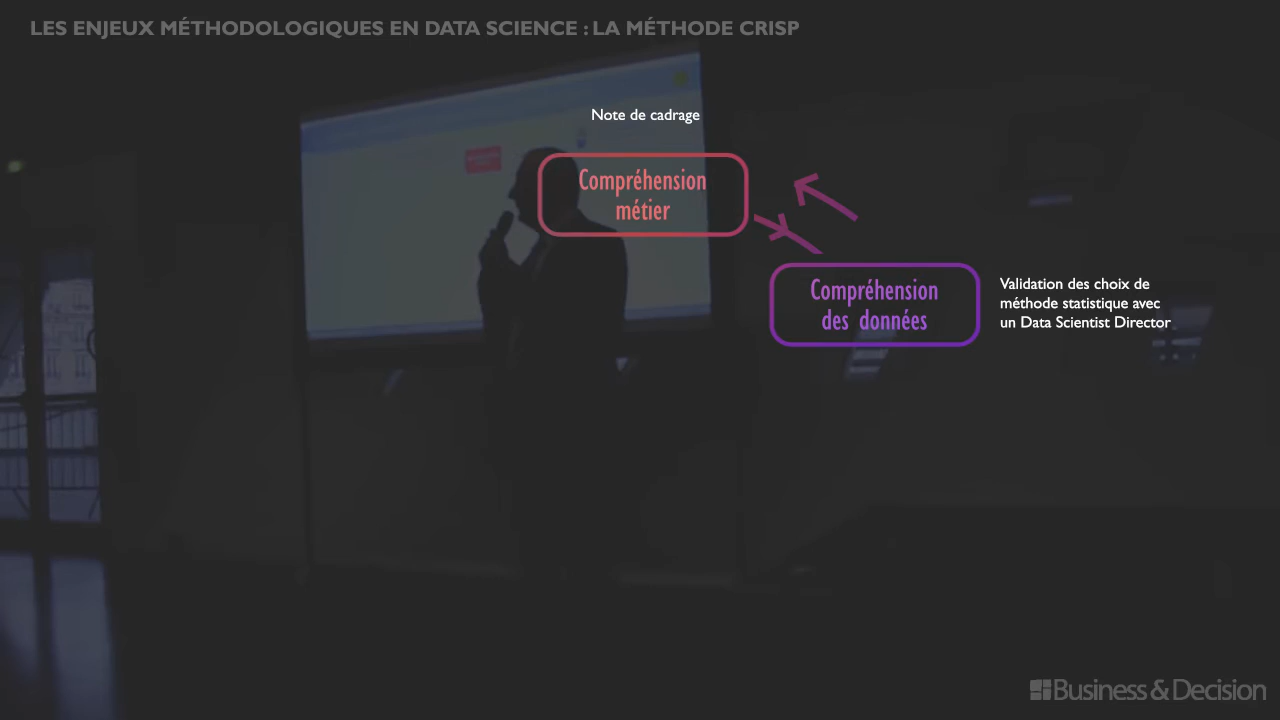 LES ENJEUX MÉTHODOLOGIQUES EN DATA SCIENCE : LA MÉTHODE CRISP
Note de cadrage
Compréhension
métier
Compréhension
des données
Validation des choix de
méthode statistique avec
un Data Scientist Director
Business & Decision